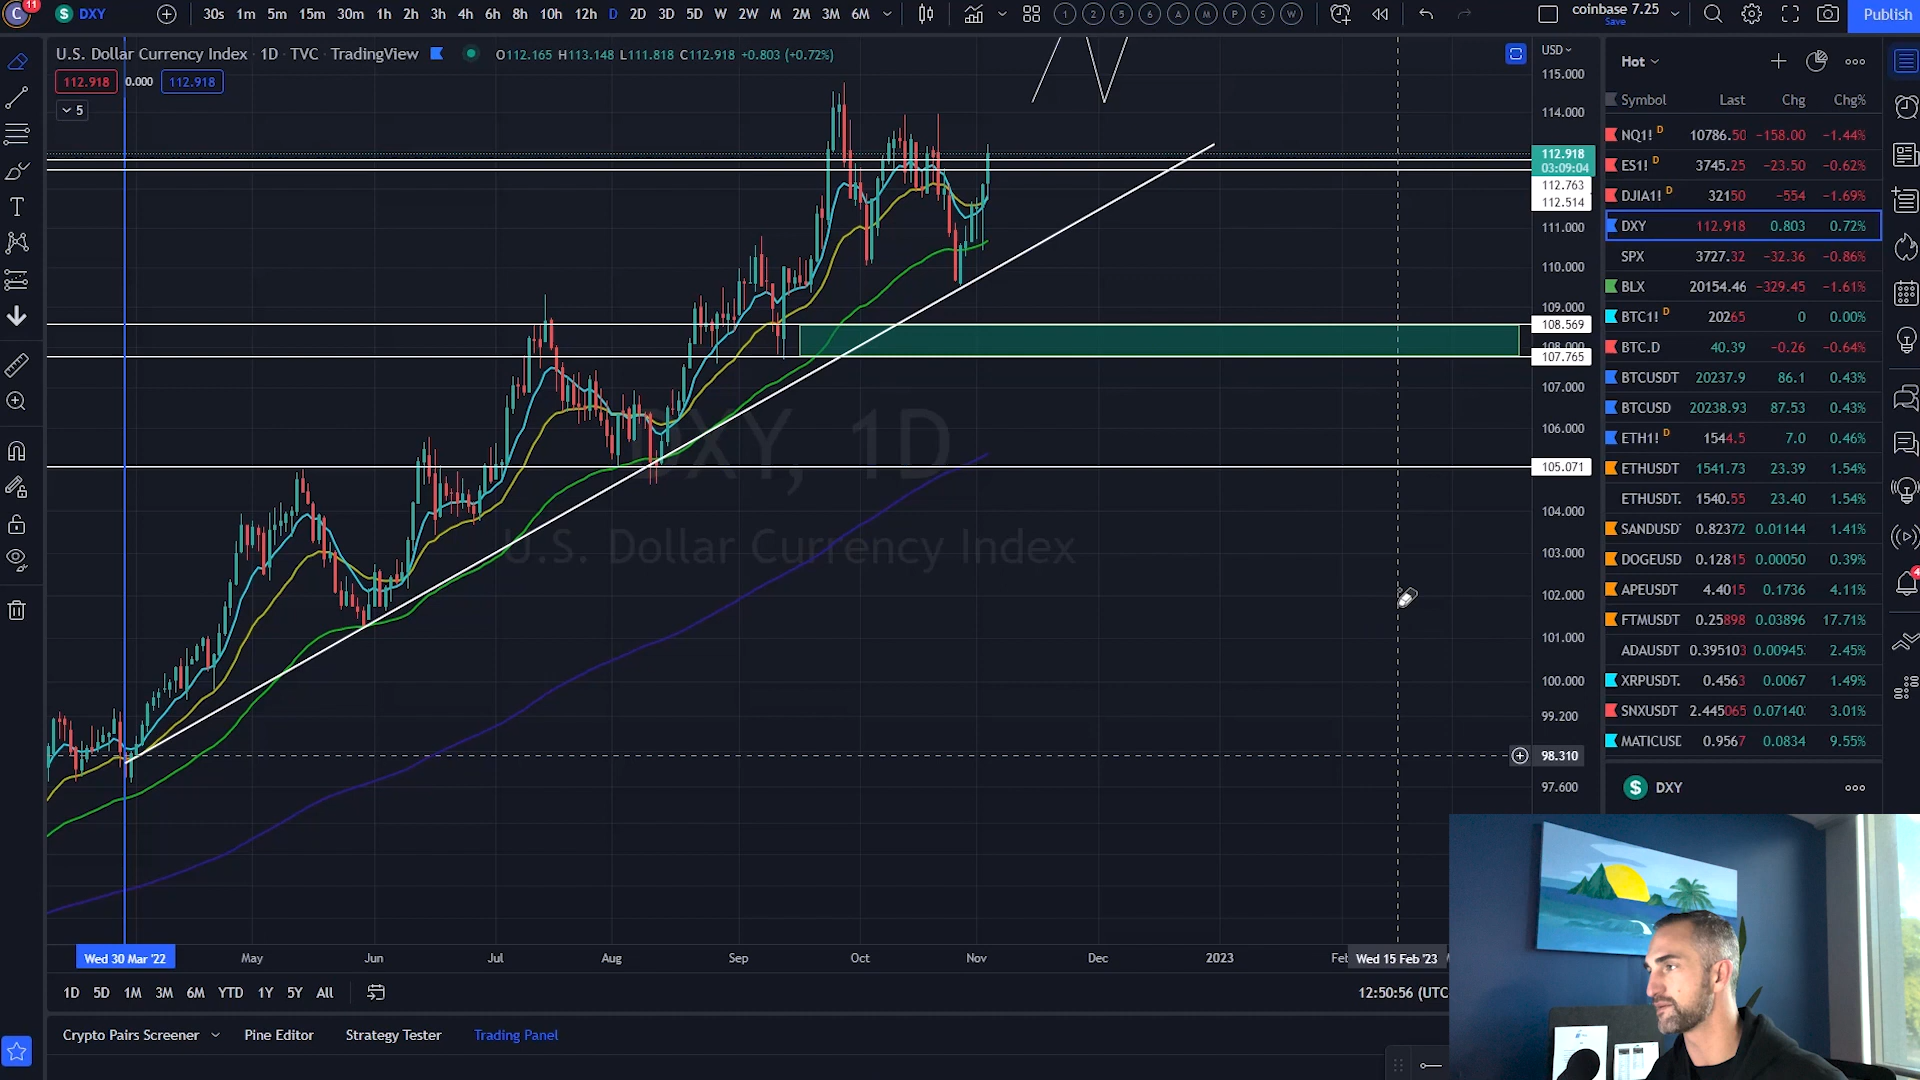 C 11 DXY 30s 1m 5m 15m 30m 1h 2h 3h 4h 6h 8h 10h 12h D 2D 3D 5D W 2W M 2M 3M 6M 1 2 5 6 A M P S W coinbase 7.25 Save Publish
U.S. Dollar Currency Index · 1D · TVC · TradingView O112.165 H113.148 L111.818 C112.918 +0.803 (+0.72%)
112.918 0.000 112.918
5
USD
115.000
114.000
112.918
03:09:04
112.763
112.514
111.000
110.000
109.000
108.569
108.000
107.765
107.000
106.000
105.071
104.000
103.000
102.000
101.000
100.000
99.200
98.310
97.600
DXY, 1D
U.S. Dollar Currency Index
Wed 30 Mar '22 May Jun Jul Aug Sep Oct Nov Dec 2023 Wed 15 Feb '23
1D 5D 1M 3M 6M YTD 1Y 5Y All 12:50:56 (UTC
Crypto Pairs Screener Pine Editor Strategy Tester Trading Panel
Hot
Symbol Last Chg Chg%
NQ1! D 10786.50 −158.00 −1.44%
ES1! D 3745.25 −23.50 −0.62%
DJIA1! D 32150 −554 −1.69%
DXY 112.918 0.803 0.72%
SPX 3727.32 −32.36 −0.86%
BLX 20154.46 −329.45 −1.61%
BTC1! D 20265 0 0.00%
BTC.D 40.39 −0.26 −0.64%
BTCUSDT 20237.9 86.1 0.43%
BTCUSD 20238.93 87.53 0.43%
ETH1! D 1544.5 7.0 0.46%
ETHUSDT 1541.73 23.39 1.54%
ETHUSDT. 1540.55 23.40 1.54%
SANDUSD 0.82372 0.01144 1.41%
DOGEUSD 0.12815 0.00050 0.39%
APEUSDT 4.4015 0.1736 4.11%
FTMUSDT 0.25898 0.03896 17.71%
ADAUSDT 0.395103 0.00945 2.45%
XRPUSDT. 0.4563 0.0067 1.49%
SNXUSDT 2.445065 0.07140 3.01%
MATICUSD 0.9567 0.0834 9.55%
$ DXY